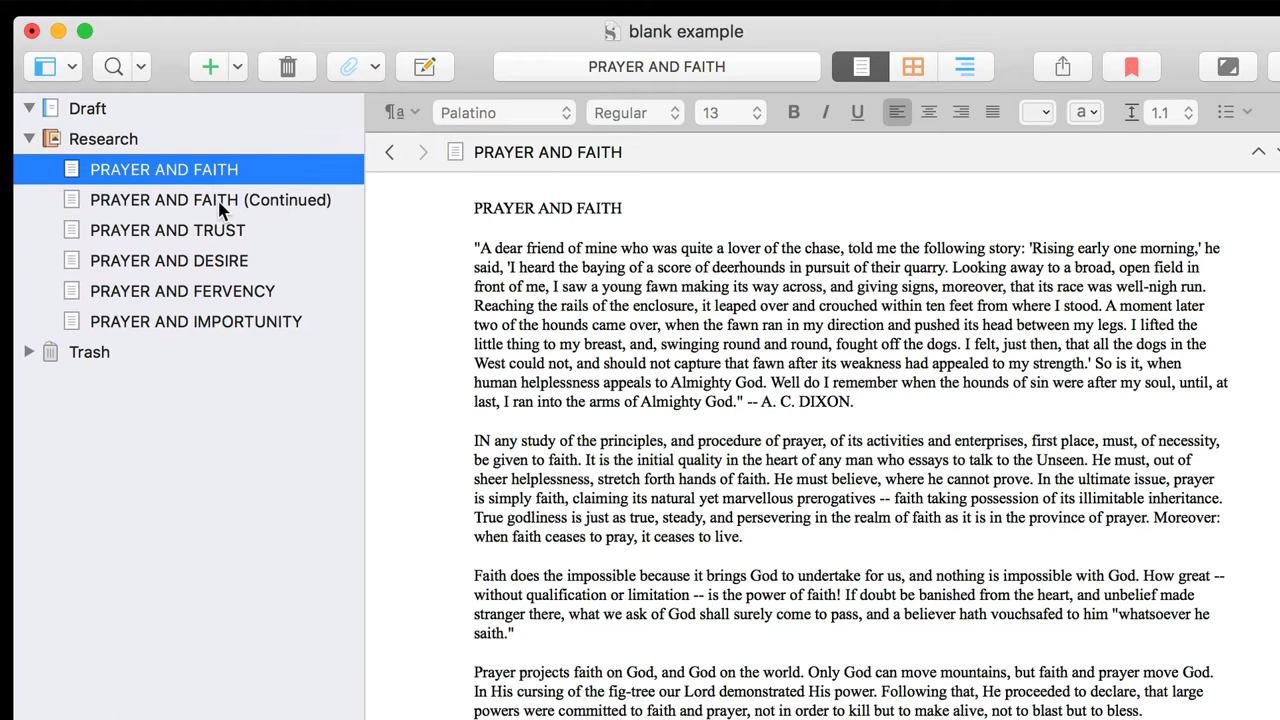 blank example
PRAYER AND FAITH
Draft
Research
PRAYER AND FAITH
PRAYER AND FAITH (Continued)
PRAYER AND TRUST
PRAYER AND DESIRE
PRAYER AND FERVENCY
PRAYER AND IMPORTUNITY
Trash
¶a Palatino Regular 13 B I U a 1.1
PRAYER AND FAITH
PRAYER AND FAITH
"A dear friend of mine who was quite a lover of the chase, told me the following story: 'Rising early one morning,' he
said, 'I heard the baying of a score of deerhounds in pursuit of their quarry. Looking away to a broad, open field in
front of me, I saw a young fawn making its way across, and giving signs, moreover, that its race was well-nigh run.
Reaching the rails of the enclosure, it leaped over and crouched within ten feet from where I stood. A moment later
two of the hounds came over, when the fawn ran in my direction and pushed its head between my legs. I lifted the
little thing to my breast, and, swinging round and round, fought off the dogs. I felt, just then, that all the dogs in the
West could not, and should not capture that fawn after its weakness had appealed to my strength.' So is it, when
human helplessness appeals to Almighty God. Well do I remember when the hounds of sin were after my soul, until, at
last, I ran into the arms of Almighty God." -- A. C. DIXON.
IN any study of the principles, and procedure of prayer, of its activities and enterprises, first place, must, of necessity,
be given to faith. It is the initial quality in the heart of any man who essays to talk to the Unseen. He must, out of
sheer helplessness, stretch forth hands of faith. He must believe, where he cannot prove. In the ultimate issue, prayer
is simply faith, claiming its natural yet marvellous prerogatives -- faith taking possession of its illimitable inheritance.
True godliness is just as true, steady, and persevering in the realm of faith as it is in the province of prayer. Moreover:
when faith ceases to pray, it ceases to live.
Faith does the impossible because it brings God to undertake for us, and nothing is impossible with God. How great --
without qualification or limitation -- is the power of faith! If doubt be banished from the heart, and unbelief made
stranger there, what we ask of God shall surely come to pass, and a believer hath vouchsafed to him "whatsoever he
saith."
Prayer projects faith on God, and God on the world. Only God can move mountains, but faith and prayer move God.
In His cursing of the fig-tree our Lord demonstrated His power. Following that, He proceeded to declare, that large
powers were committed to faith and prayer, not in order to kill but to make alive, not to blast but to bless.